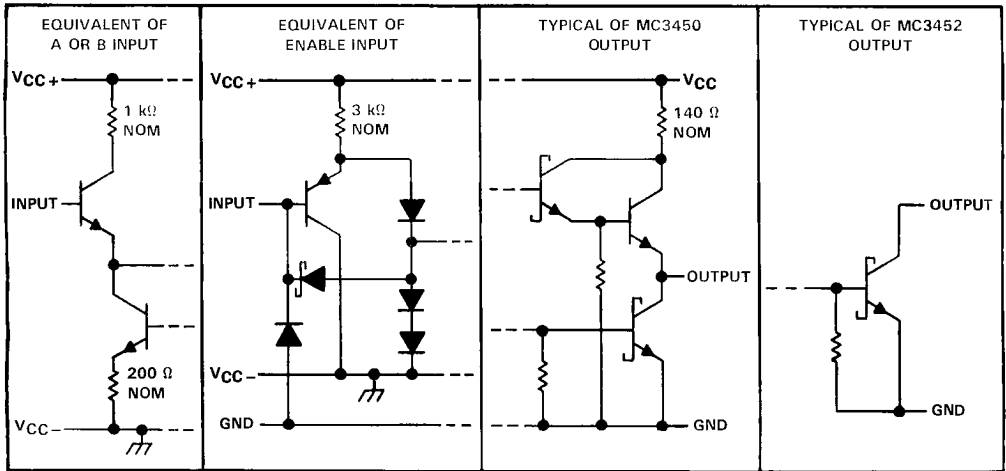 EQUIVALENT OF
A OR B INPUT
VCC+
1 kΩ
NOM
INPUT
200 Ω
NOM
VCC−
EQUIVALENT OF
ENABLE INPUT
VCC+
3 kΩ
NOM
INPUT
VCC−
GND
TYPICAL OF MC3450
OUTPUT
VCC
140 Ω
NOM
OUTPUT
GND
TYPICAL OF MC3452
OUTPUT
OUTPUT
GND